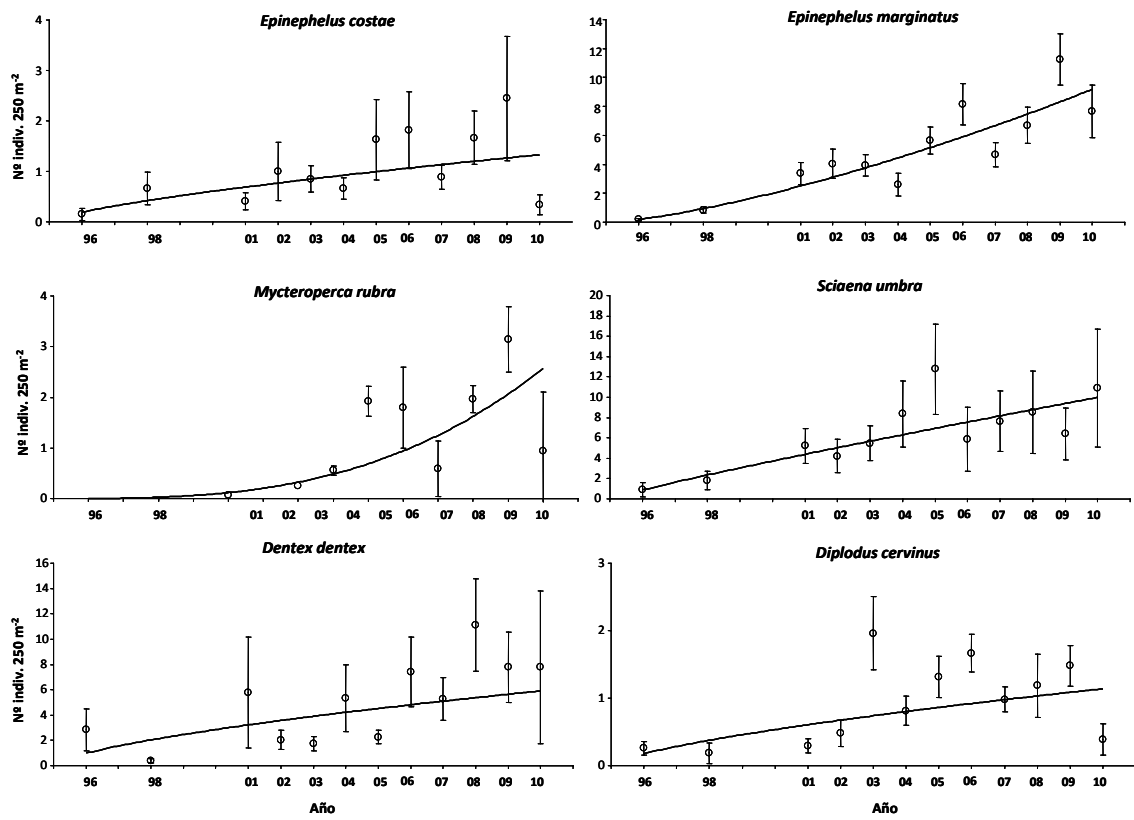 Epinephelus costae
Nº indiv. 250 m⁻²
4
3
2
1
0
96 98 01 02 03 04 05 06 07 08 09 10
Epinephelus marginatus
14
12
10
8
6
4
2
0
96 98 01 02 03 04 05 06 07 08 09 10
Mycteroperca rubra
Nº indiv. 250 m⁻²
4
3
2
1
0
96 98 01 02 03 04 05 06 07 08 09 10
Sciaena umbra
20
18
16
14
12
10
8
6
4
2
0
96 98 01 02 03 04 05 06 07 08 09 10
Dentex dentex
Nº indiv. 250 m⁻²
16
14
12
10
8
6
4
2
0
96 98 01 02 03 04 05 06 07 08 09 10
Año
Diplodus cervinus
3
2
1
0
96 98 01 02 03 04 05 06 07 08 09 10
Año